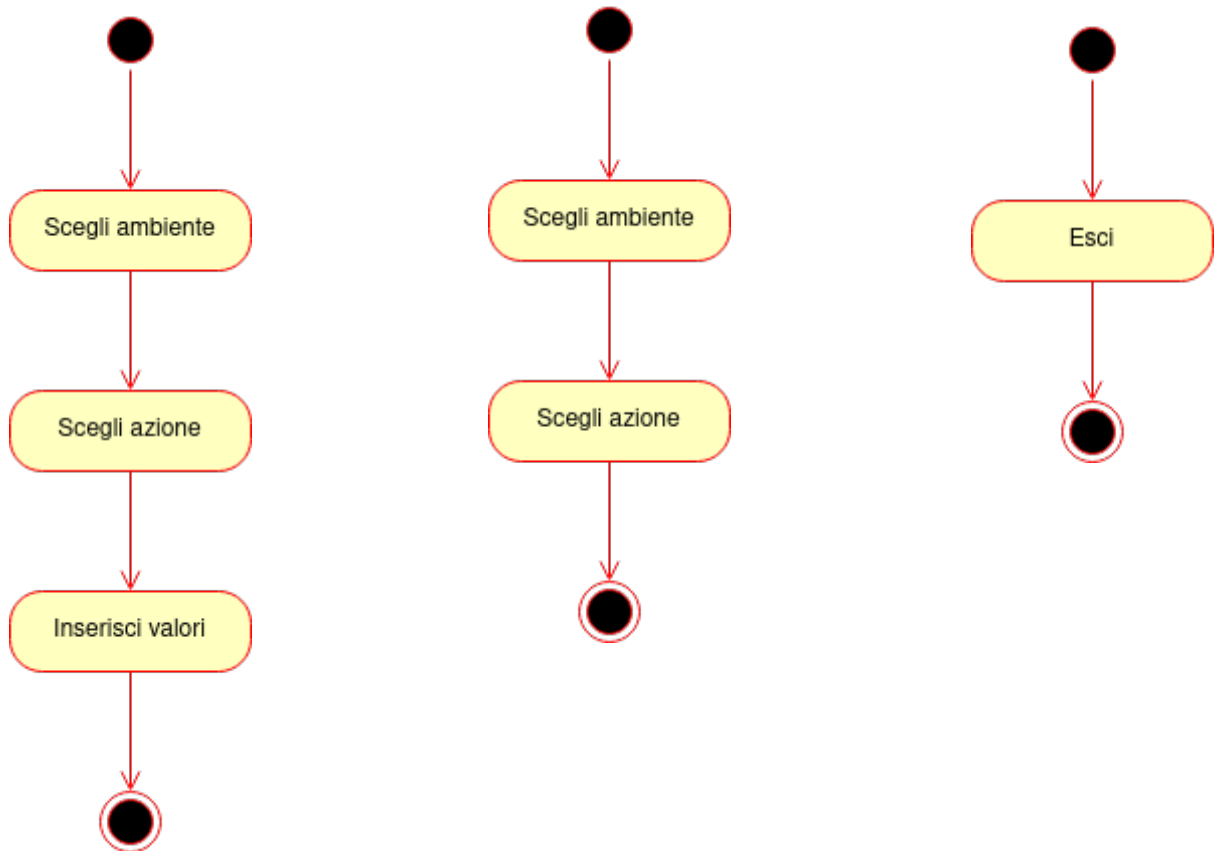 Scegli ambiente
Scegli azione
Inserisci valori
Scegli ambiente
Scegli azione
Esci